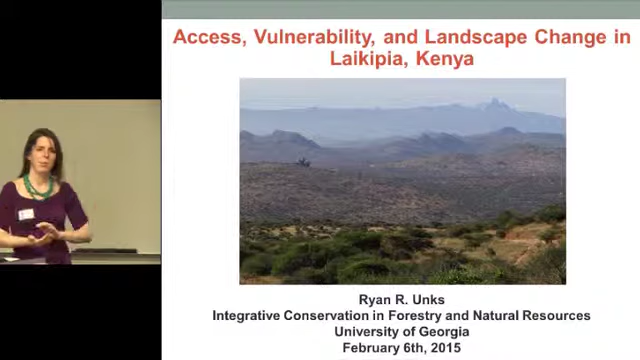 Access, Vulnerability, and Landscape Change in
Laikipia, Kenya
Ryan R. Unks
Integrative Conservation in Forestry and Natural Resources
University of Georgia
February 6th, 2015